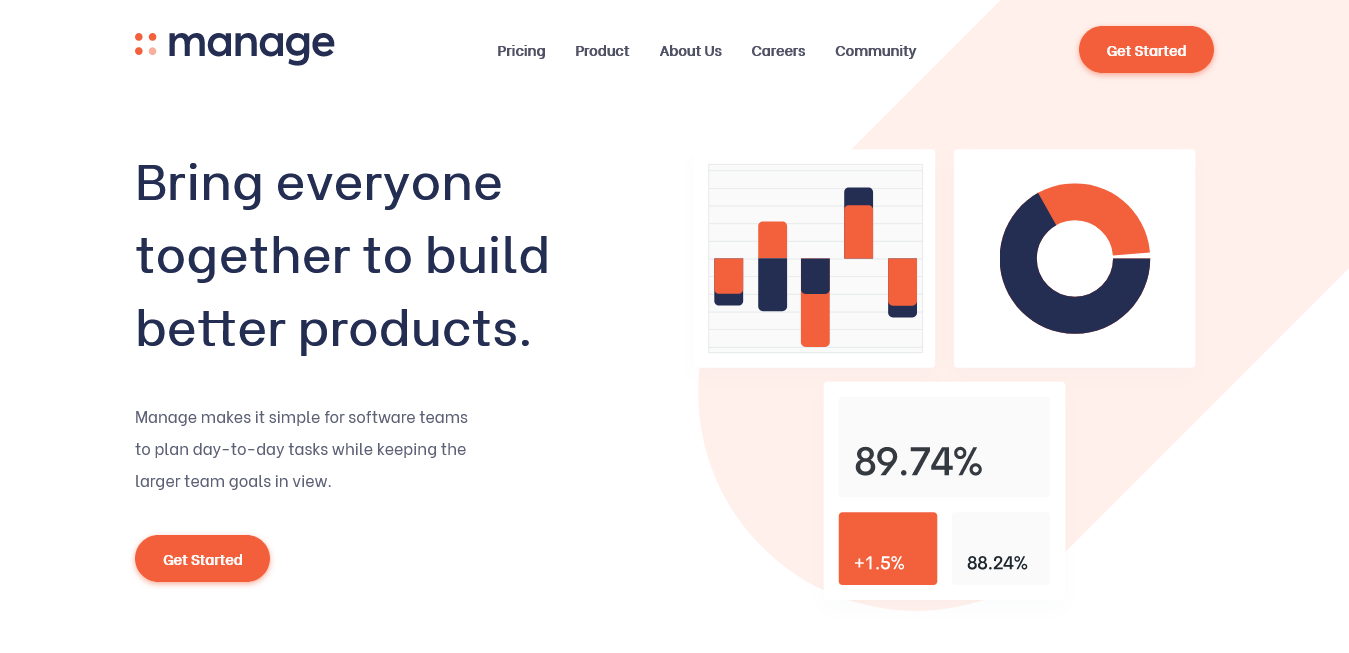 manage
Pricing Product About Us Careers Community
Get Started
Bring everyone
together to build
better products.
Manage makes it simple for software teams
to plan day-to-day tasks while keeping the
larger team goals in view.
Get Started
89.74%
+1.5%
88.24%